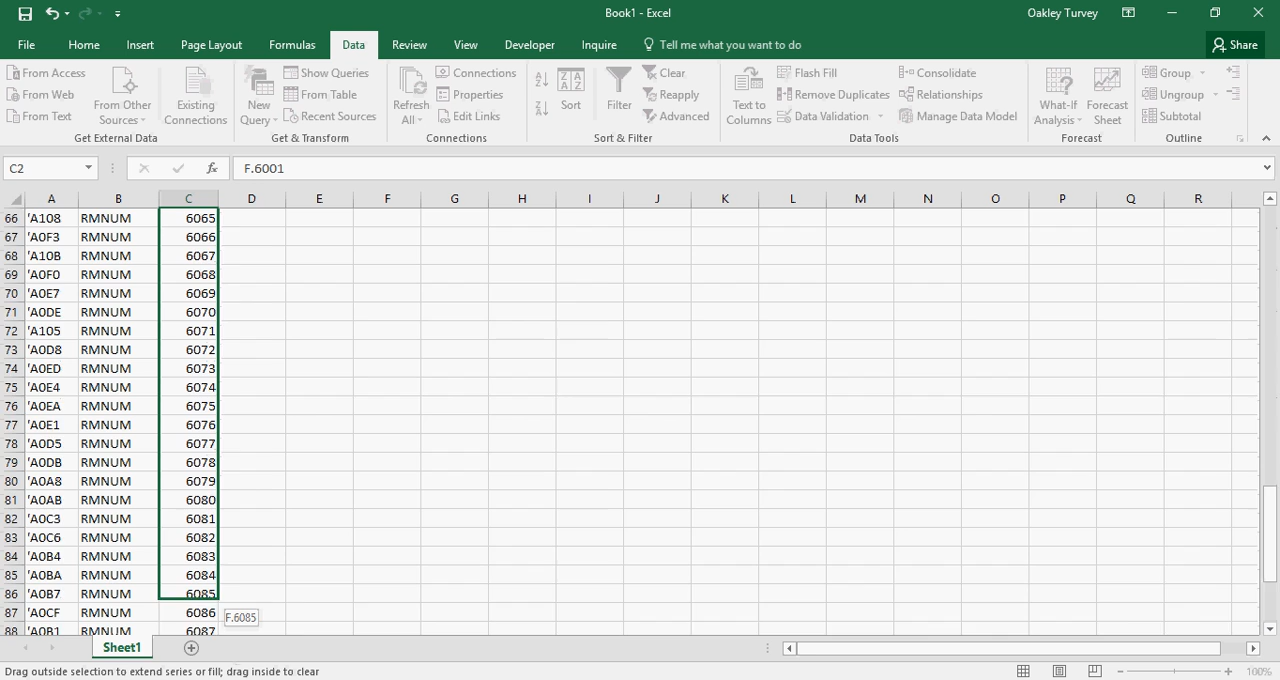 Book1 - Excel
Oakley Turvey
File Home Insert Page Layout Formulas Data Review View Developer Inquire Tell me what you want to do Share
From Access
From Web
From Text
From Other Sources
Existing Connections
Get External Data
New Query
Show Queries
From Table
Recent Sources
Get & Transform
Refresh All
Connections
Properties
Edit Links
Connections
Sort
Filter
Clear
Reapply
Advanced
Sort & Filter
Text to Columns
Flash Fill
Remove Duplicates
Data Validation
Consolidate
Relationships
Manage Data Model
Data Tools
What-If Analysis
Forecast Sheet
Forecast
Group
Ungroup
Subtotal
Outline
C2 fx F.6001
A B C D E F G H I J K L M N O P Q R
66 'A108 RMNUM 6065
67 'A0F3 RMNUM 6066
68 'A10B RMNUM 6067
69 'A0F0 RMNUM 6068
70 'A0E7 RMNUM 6069
71 'A0DE RMNUM 6070
72 'A105 RMNUM 6071
73 'A0D8 RMNUM 6072
74 'A0ED RMNUM 6073
75 'A0E4 RMNUM 6074
76 'A0EA RMNUM 6075
77 'A0E1 RMNUM 6076
78 'A0D5 RMNUM 6077
79 'A0DB RMNUM 6078
80 'A0A8 RMNUM 6079
81 'A0AB RMNUM 6080
82 'A0C3 RMNUM 6081
83 'A0C6 RMNUM 6082
84 'A0B4 RMNUM 6083
85 'A0BA RMNUM 6084
86 'A0B7 RMNUM 6085
87 'A0CF RMNUM 6086 F.6085
88 'A0B1 RMNUM 6087
Sheet1
Drag outside selection to extend series or fill; drag inside to clear
100%